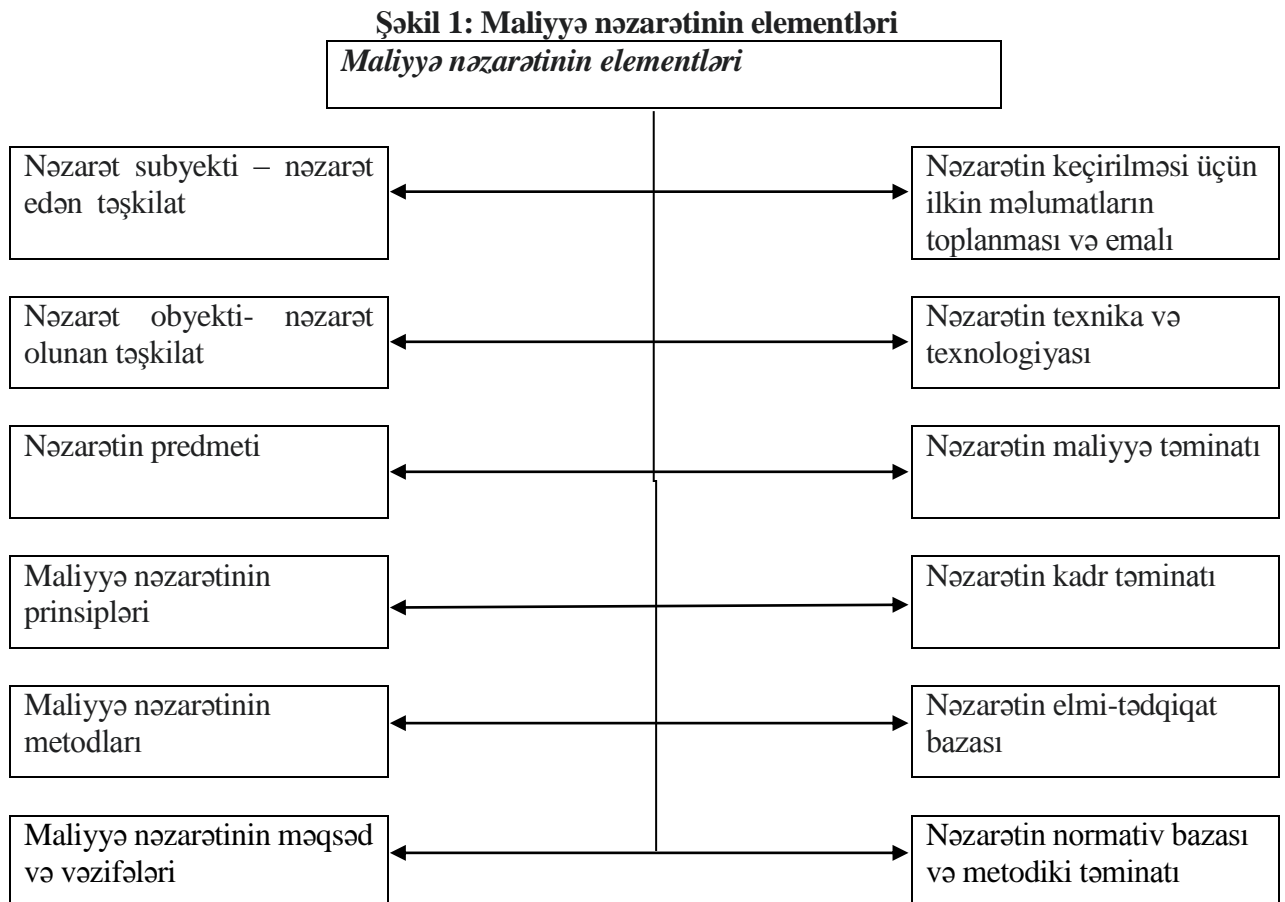 Şəkil 1: Maliyyə nəzarətinin elementləri
Maliyyə nəzarətinin elementləri
Nəzarət subyekti – nəzarət
edən təşkilat
Nəzarətin keçirilməsi üçün
ilkin məlumatların
toplanması və emalı
Nəzarət obyekti- nəzarət
olunan təşkilat
Nəzarətin texnika və
texnologiyası
Nəzarətin predmeti
Nəzarətin maliyyə təminatı
Maliyyə nəzarətinin
prinsipləri
Nəzarətin kadr təminatı
Maliyyə nəzarətinin
metodları
Nəzarətin elmi-tədqiqat
bazası
Maliyyə nəzarətinin məqsəd
və vəzifələri
Nəzarətin normativ bazası
və metodiki təminatı